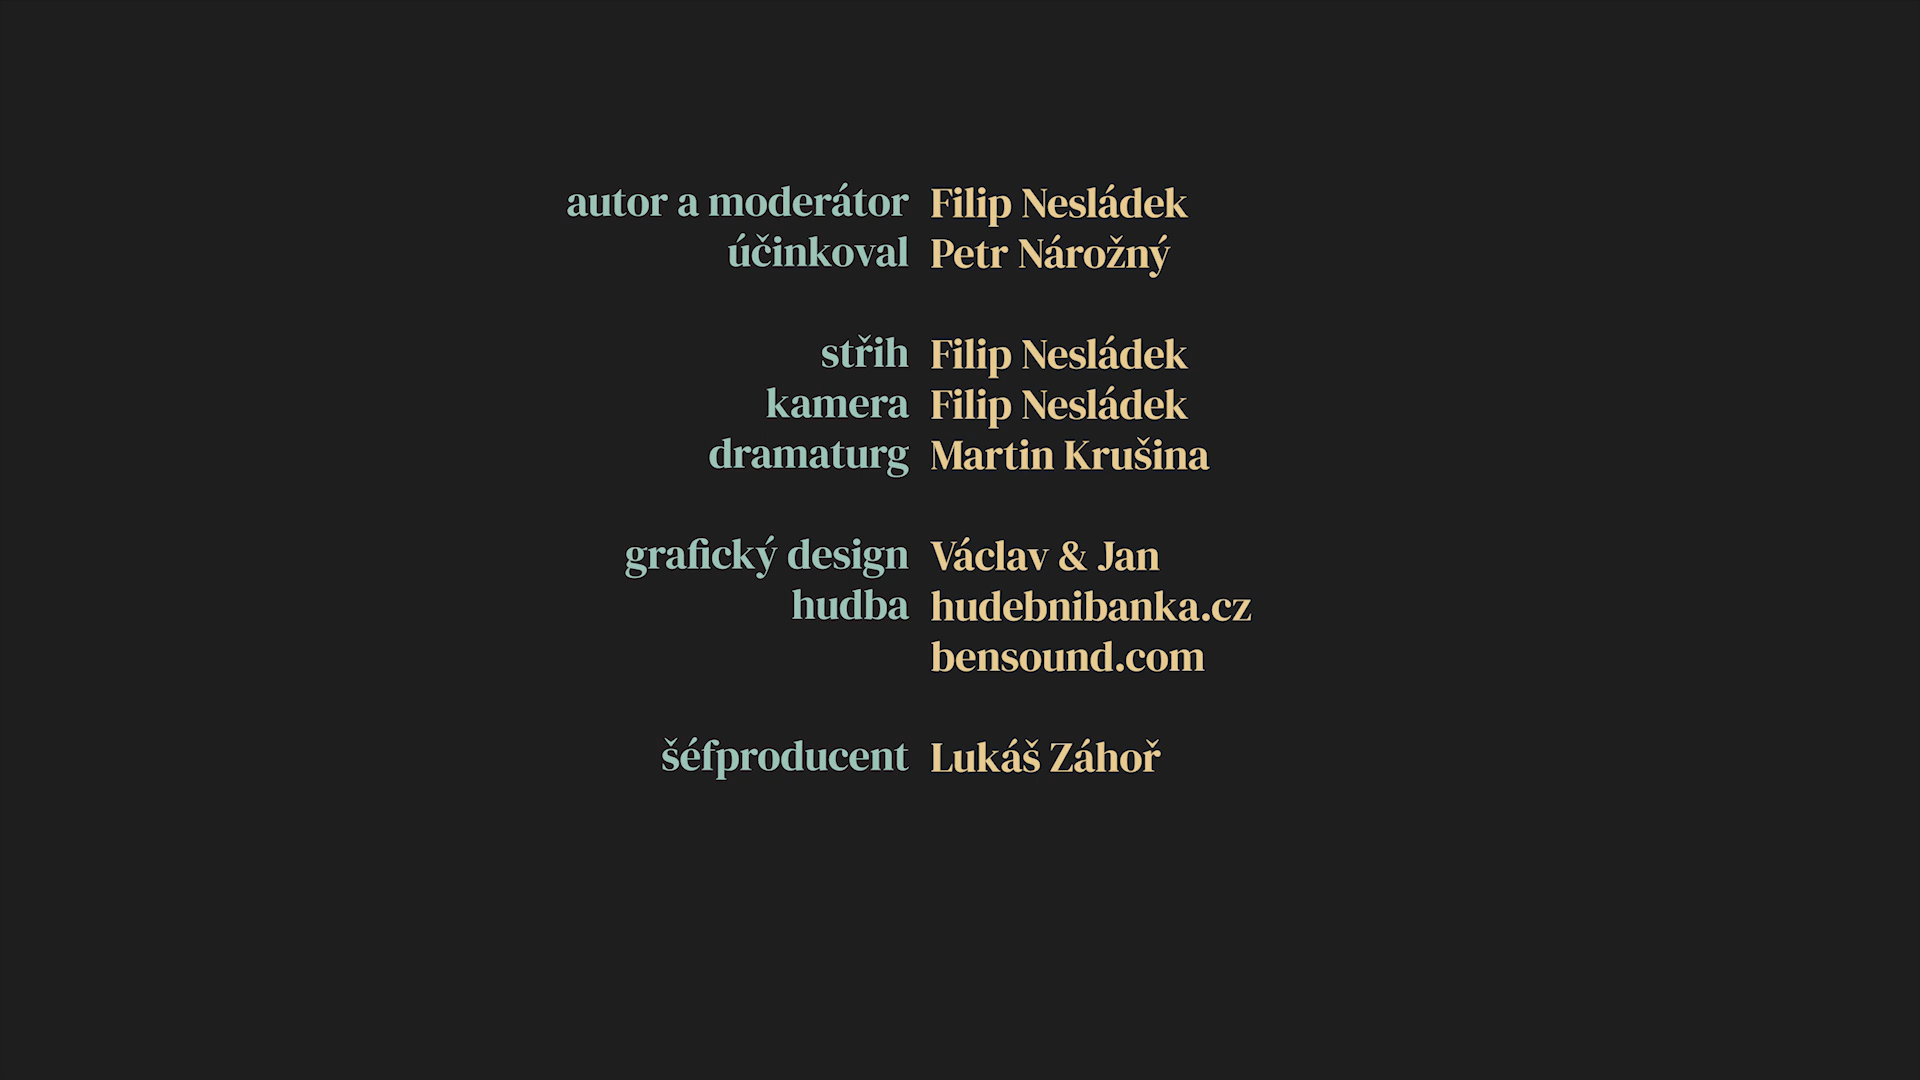 autor a moderátor Filip Nesládek
účinkoval Petr Nárožný
střih Filip Nesládek
kamera Filip Nesládek
dramaturg Martin Krušina
grafický design Václav & Jan
hudba hudebnibanka.cz
bensound.com
šéfproducent Lukáš Záhoř